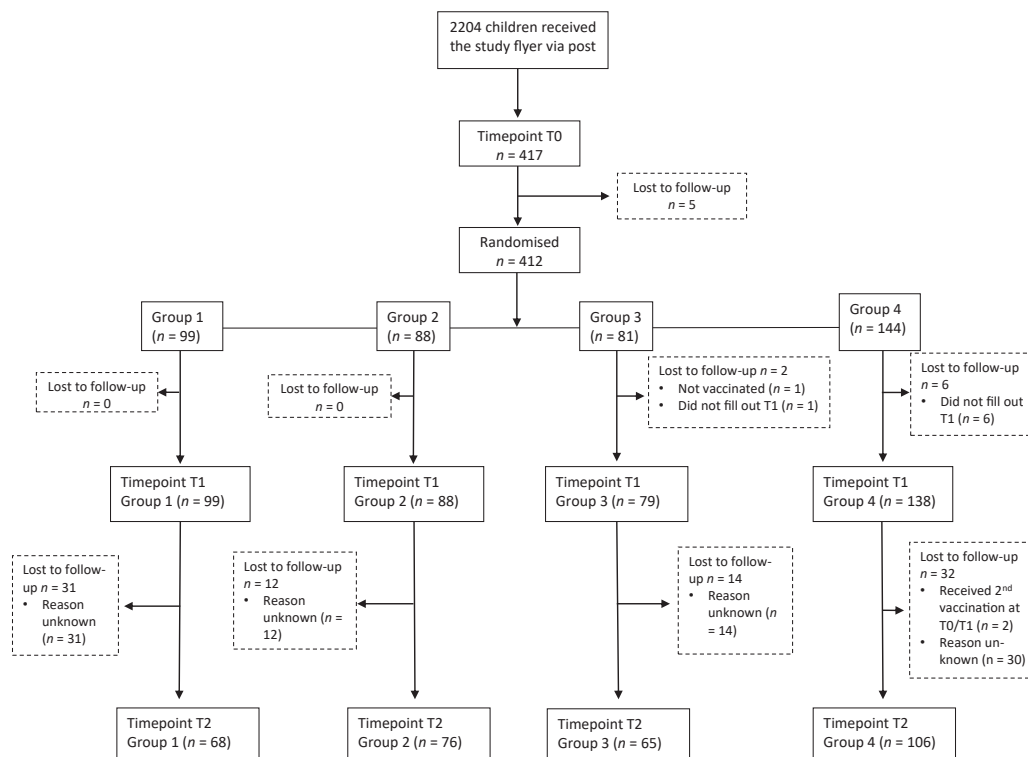 2204 children received
the study flyer via post
Timepoint T0
n = 417
Lost to follow-up
n = 5
Randomised
n = 412
Group 1
(n = 99)
Group 2
(n = 88)
Group 3
(n = 81)
Group 4
(n = 144)
Lost to follow-up
n = 0
Lost to follow-up
n = 0
Lost to follow-up n = 2
• Not vaccinated (n = 1)
• Did not fill out T1 (n = 1)
Lost to follow-up
n = 6
• Did not fill out
T1 (n = 6)
Timepoint T1
Group 1 (n = 99)
Timepoint T1
Group 2 (n = 88)
Timepoint T1
Group 3 (n = 79)
Timepoint T1
Group 4 (n = 138)
Lost to follow-
up n = 31
• Reason
unknown
(n = 31)
Lost to follow-up
n = 12
• Reason
unknown (n =
12)
Lost to follow-
up n = 14
• Reason
unknown (n
= 14)
Lost to follow-up
n = 32
• Received 2nd
vaccination at
T0/T1 (n = 2)
• Reason un-
known (n = 30)
Timepoint T2
Group 1 (n = 68)
Timepoint T2
Group 2 (n = 76)
Timepoint T2
Group 3 (n = 65)
Timepoint T2
Group 4 (n = 106)